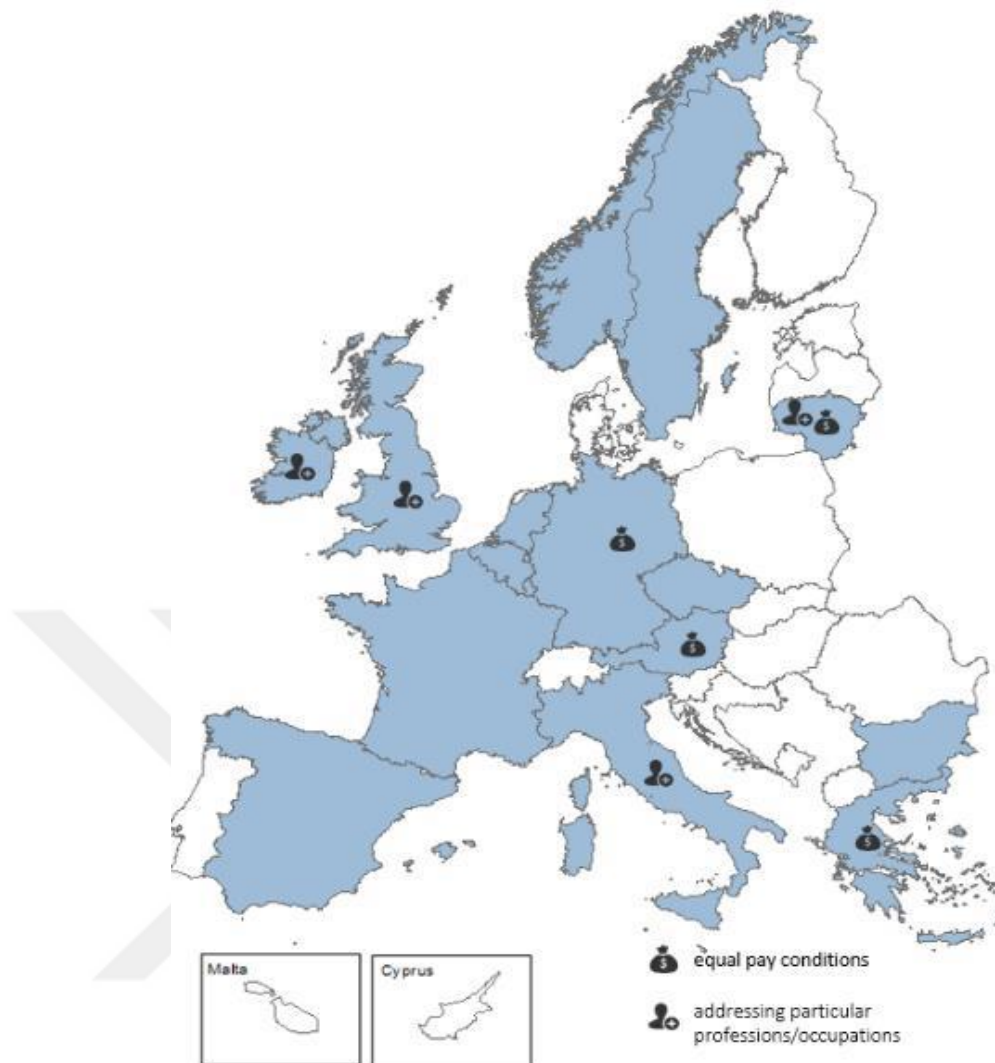 Malta
Cyprus
equal pay conditions
addressing particular
professions/occupations